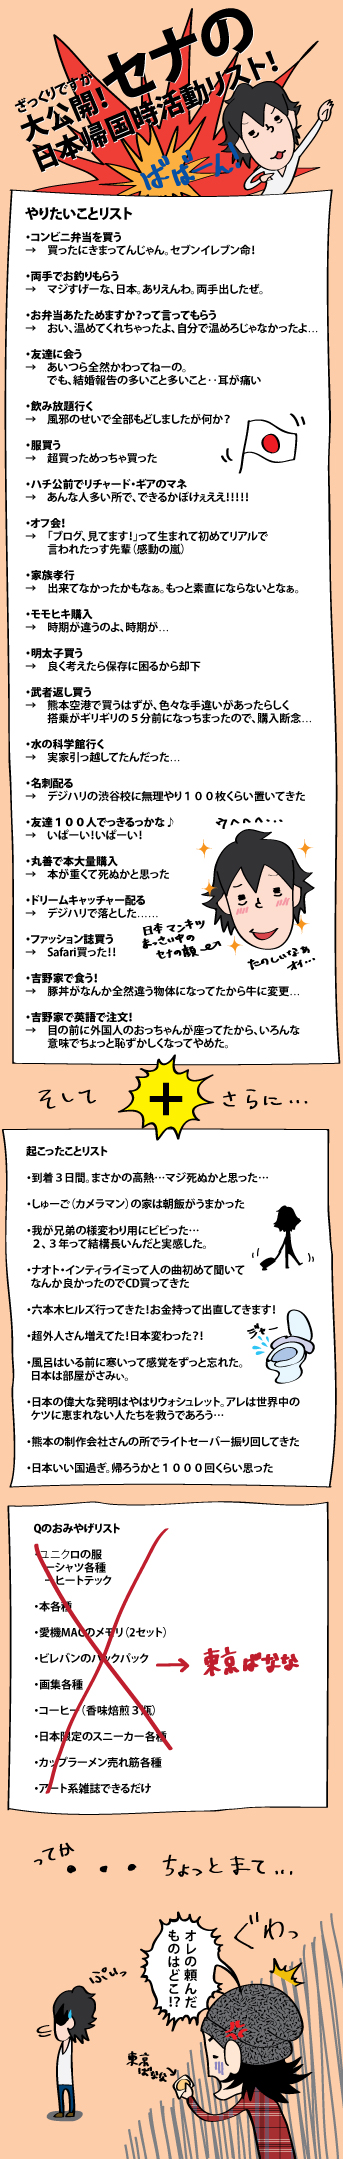 ざっくりですが
大公開！セナの
日本帰国時活動リスト！
ばばーん！
やりたいことリスト
・コンビニ弁当を買う
→　買ったにきまってんじゃん。セブンイレブン命！
・両手でお釣りもらう
→　マジすげーな、日本。ありえんわ。両手出したぜ。
・お弁当あたためますか？って言ってもらう
→　おい、温めてくれちゃったよ、自分で温めろじゃなかったよ…
・友達に会う
→　あいつら全然かわってねーの。
でも、結婚報告の多いこと多いこと‥耳が痛い
・飲み放題行く
→　風邪のせいで全部もどしましたが何か？
・服買う
→　超買っためっちゃ買った
・ハチ公前でリチャード・ギアのマネ
→　あんな人多い所で、できるかぼけぇええ！！！！！
・オフ会！
→　「ブログ、見てます！」って生まれて初めてリアルで
言われたっす先輩（感動の嵐）
・家族孝行
→　出来てなかったかもなぁ。もっと素直にならないとなぁ。
・モモヒキ購入
→　時期が違うのよ、時期が…
・明太子買う
→　良く考えたら保存に困るから却下
・武者返し買う
→　熊本空港で買うはずが、色々な手違いがあったらしく
搭乗がギリギリの５分前になっちまったので、購入断念…
・水の科学館行く
→　実家引っ越してたんだった…
・名刺配る
→　デジハリの渋谷校に無理やり１００枚くらい置いてきた
・友達１００人でっきるっかな♪
→　いぱーい！いぱーい！
ウヘヘヘヘ…
・丸善で本大量購入
→　本が重くて死ぬかと思った
・ドリームキャッチャー配る
→　デジハリで落とした……
日本マンキツ
まっさい中の
セナの顔
たのしいなぁ
オイ…
・ファッション誌買う
→　Safari買った！！
・吉野家で食う！
→　豚丼がなんか全然違う物体になってたから牛に変更…
・吉野家で英語で注文！
→　目の前に外国人のおっちゃんが座ってたから、いろんな
意味でちょっと恥ずかしくなってやめた。
そして
+
さらに…
起こったことリスト
・到着３日間。まさかの高熱…マジ死ぬかと思った…
・しゅーご（カメラマン）の家は朝飯がうまかった
・我が兄弟の様変わり用にビビった…
２、３年って結構長いんだと実感した。
・ナオト・インティライミって人の曲初めて聞いて
なんか良かったのでCD買ってきた
・六本木ヒルズ行ってきた！お金持って出直してきます！
・超外人さん増えてた！日本変わった？！
ジャー
・風呂はいる前に寒いって感覚をずっと忘れた。
日本は部屋がさみぃ。
・日本の偉大な発明はやはりウォシュレット。アレは世界中の
ケツに恵まれない人たちを救うであろう…
・熊本の制作会社さんの所でライトセーバー振り回してきた
・日本いい国過ぎ。帰ろうかと１０００回くらい思った
Qのおみやげリスト
・ユニクロの服
ーシャツ各種
ーヒートテック
・本各種
・愛機MACのメモリ（2セット）
・ビレバンのバックパック
→ 東京ばなな
・画集各種
・コーヒー（香味焙煎３瓶）
・日本限定のスニーカー各種
・カップラーメン売れ筋各種
・アート系雑誌できるだけ
ってか
・・・ ちょっとまて…
ぐわっ
オレの頼んだ
ものはどこ！？
ぷいっ
東京
ばなな